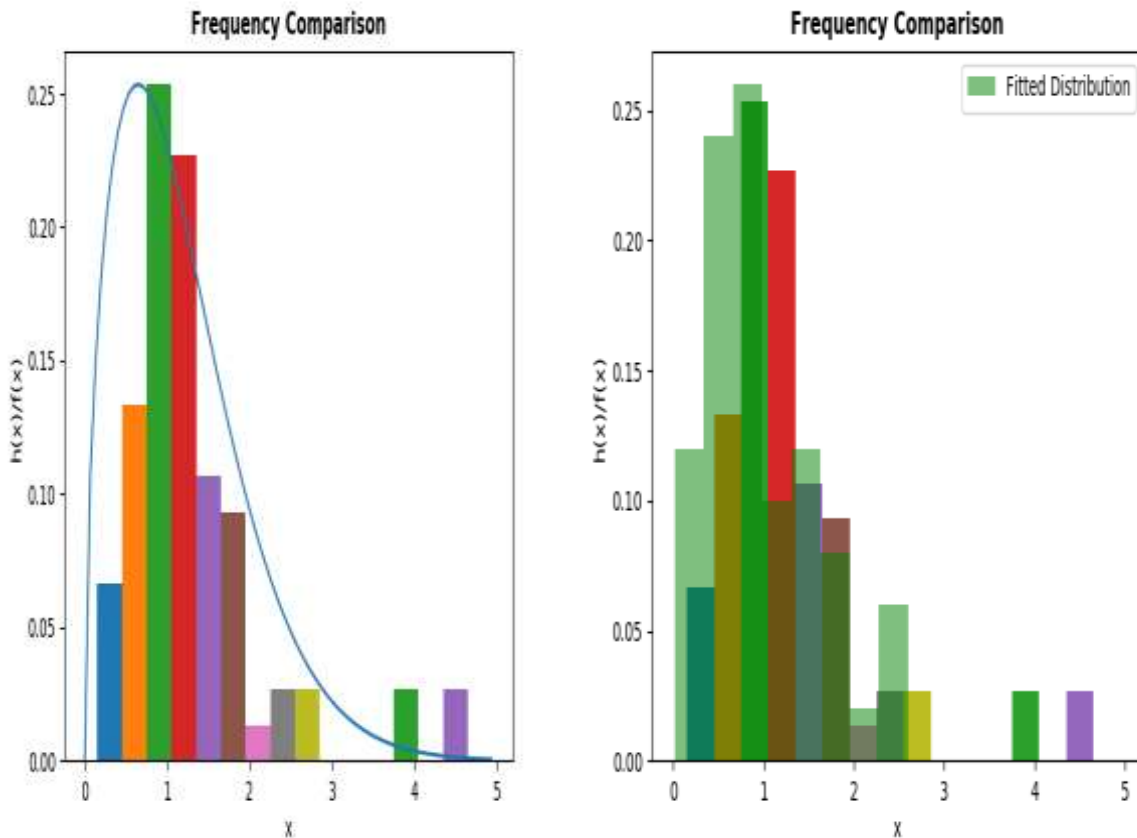 Frequency Comparison
0.25
0.20
0.15
0.10
0.05
0.00
h(x)/f(x)
0 1 2 3 4 5
x
Frequency Comparison
Fitted Distribution
0.25
0.20
0.15
0.10
0.05
0.00
h(x)/f(x)
0 1 2 3 4 5
x